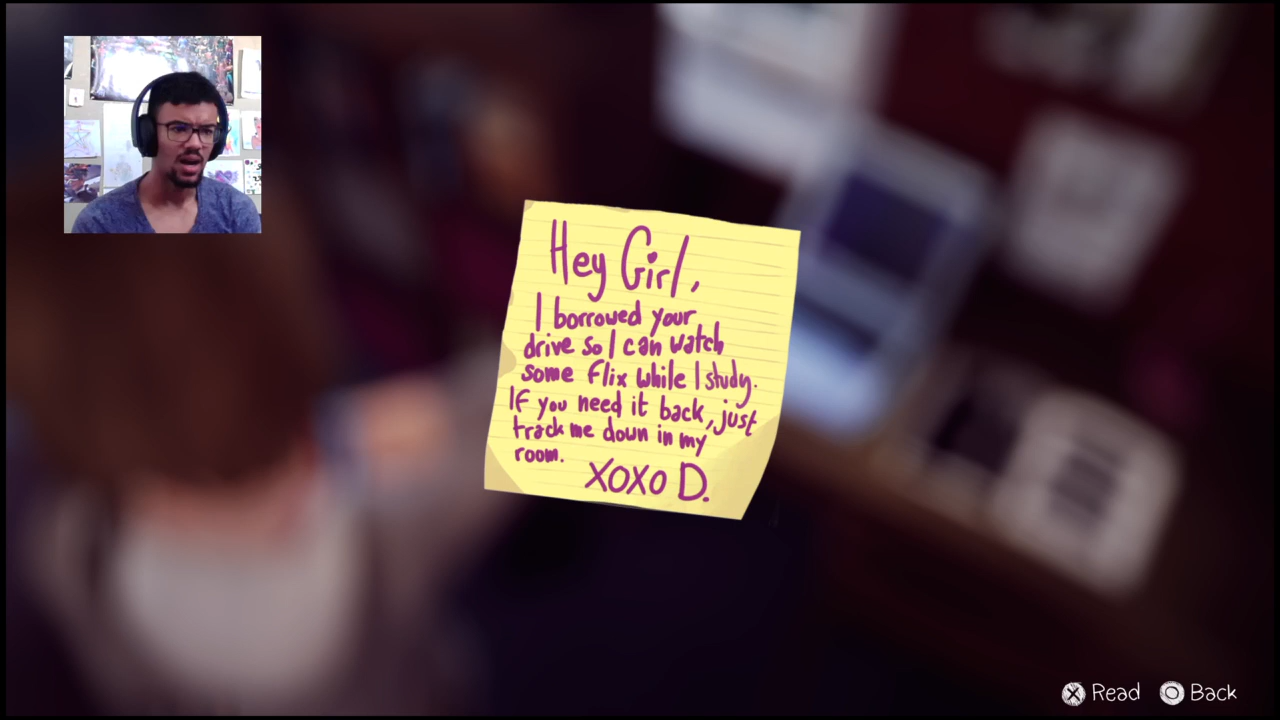 Hey Girl,
I borrowed your
drive so I can watch
some Flix while I study.
If you need it back, just
track me down in my
room.
XOXO D.
Read Back